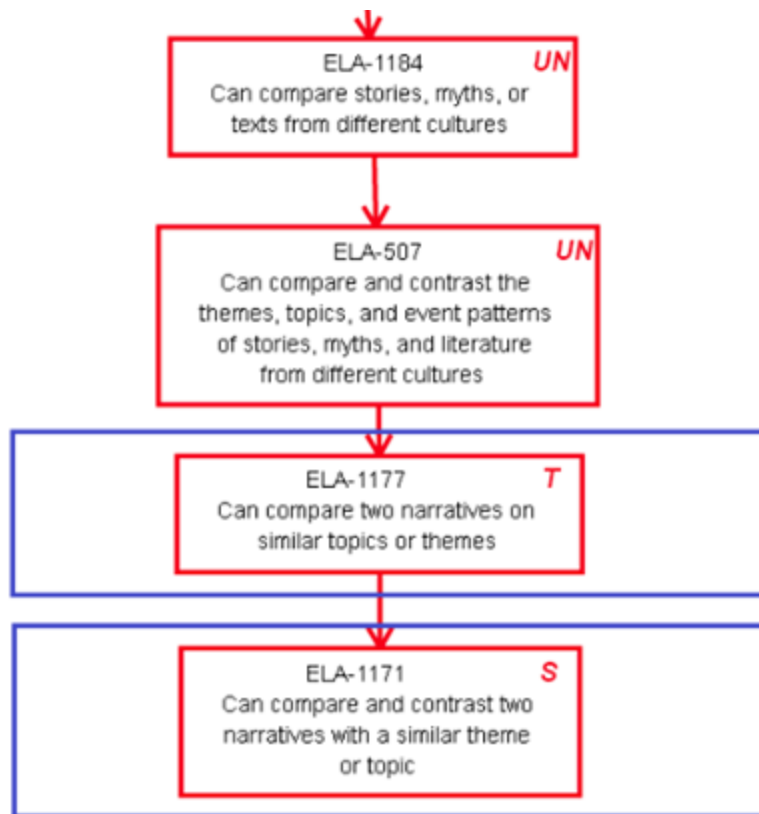 ELA-1184 UN
Can compare stories, myths, or
texts from different cultures
ELA-507 UN
Can compare and contrast the
themes, topics, and event patterns
of stories, myths, and literature
from different cultures
ELA-1177 T
Can compare two narratives on
similar topics or themes
ELA-1171 S
Can compare and contrast two
narratives with a similar theme
or topic